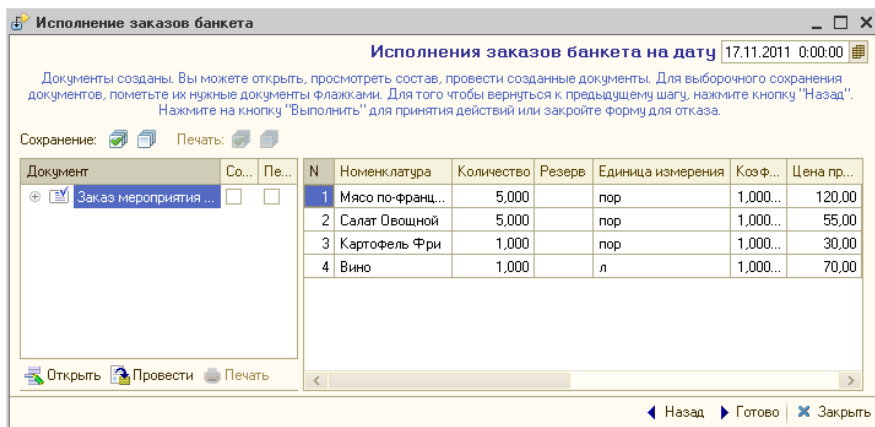 Исполнение заказов банкета
Исполнения заказов банкета на дату 17.11.2011 0:00:00
Документы созданы. Вы можете открыть, просмотреть состав, провести созданные документы. Для выборочного сохранения
документов, пометьте их нужные документы флажками. Для того чтобы вернуться к предыдущему шагу, нажмите кнопку "Назад".
Нажмите на кнопку "Выполнить" для принятия действий или закройте форму для отказа.
Сохранение: Печать:
Документ Со... Пе... N Номенклатура Количество Резерв Единица измерения Коэф... Цена пр...
Заказ мероприятия ... 1 Мясо по-франц... 5,000 пор 1,000... 120,00
2 Салат Овощной 5,000 пор 1,000... 55,00
3 Картофель Фри 1,000 пор 1,000... 30,00
4 Вино 1,000 л 1,000... 70,00
Открыть Провести Печать
Назад Готово Закрыть